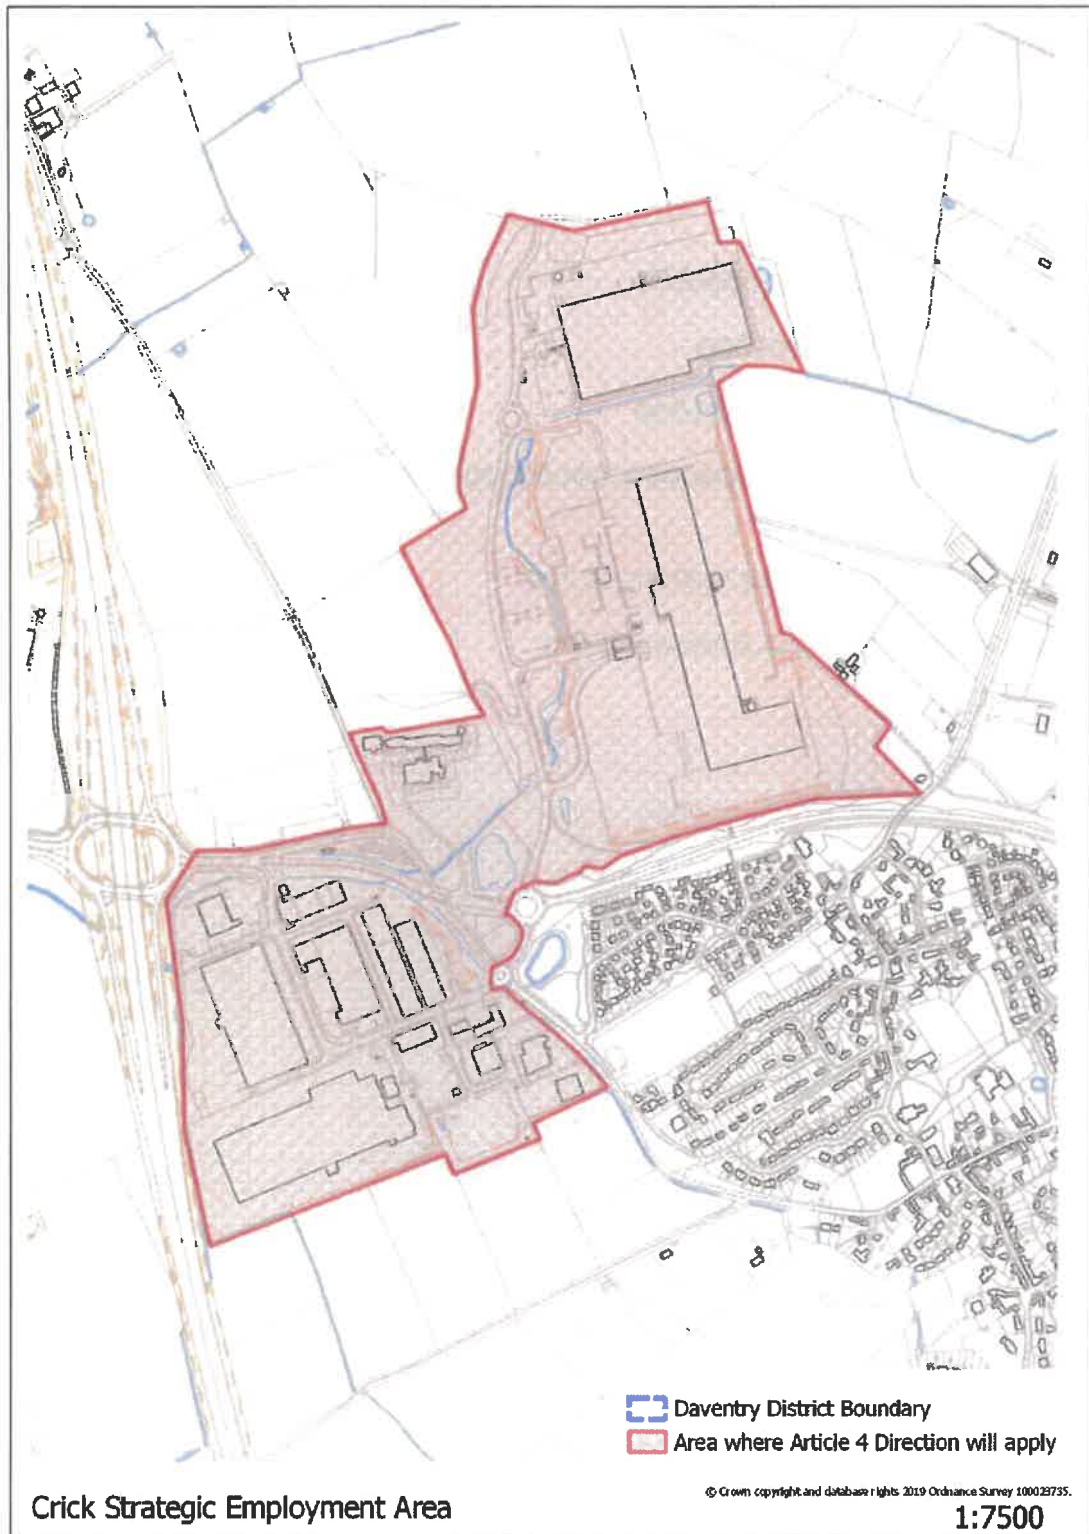 Daventry District Boundary
Area where Article 4 Direction will apply
© Crown copyright and database rights 2019 Ordnance Survey 100023735.
Crick Strategic Employment Area
1:7500